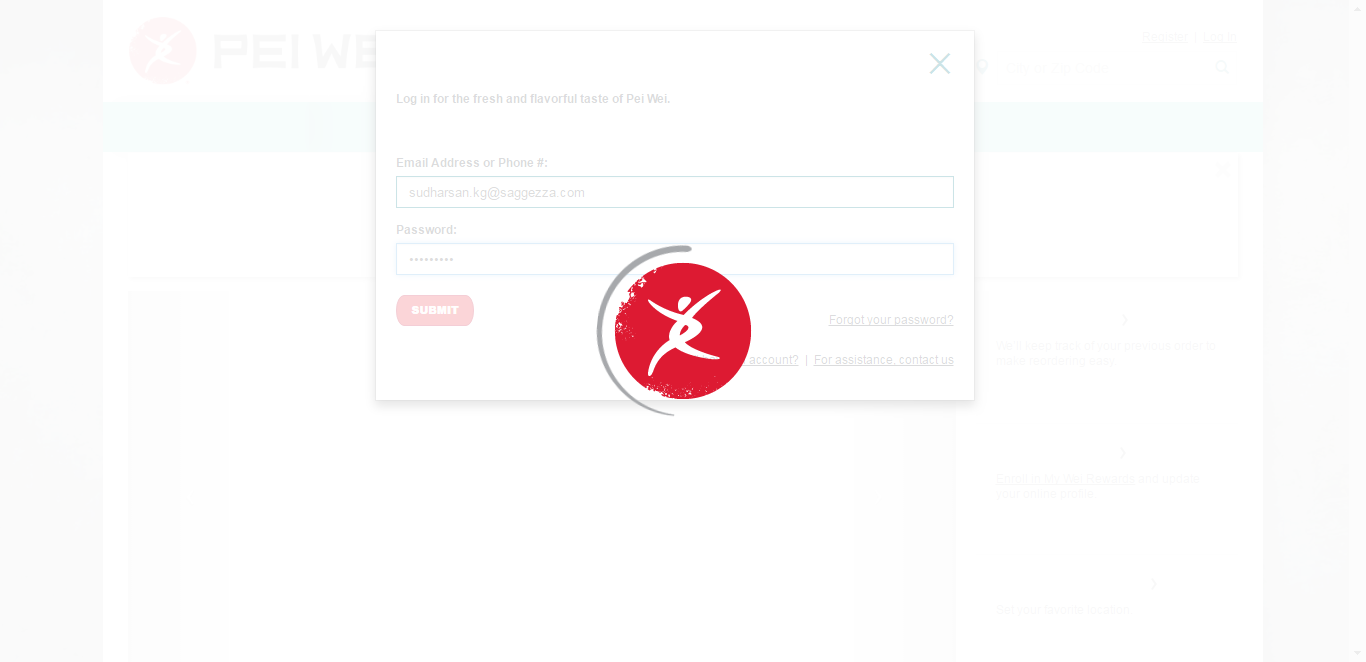 PEI WE
Register | Log In
Log in for the fresh and flavorful taste of Pei Wei.
Email Address or Phone #:
sudharsan.kg@saggezza.com
Password:
•••••••••
SUBMIT
Forgot your password?
account? | For assistance, contact us
We'll keep track of your previous order to
make reordering easy.
Enroll in My Wei Rewards and update
your online profile.
Set your favorite location.